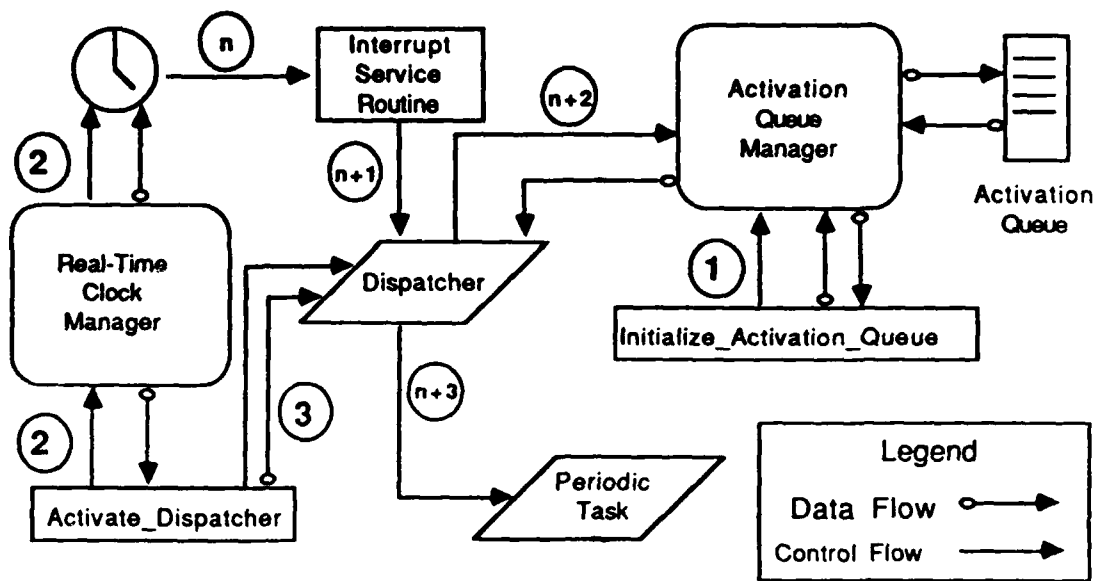 n
Interrupt
Service
Routine
n+2
Activation
Queue
Manager
Activation
Queue
2
n+1
Real-Time
Clock
Manager
Dispatcher
1
Initialize_Activation_Queue
2
3
n+3
Activate_Dispatcher
Periodic
Task
Legend
Data Flow
Control Flow